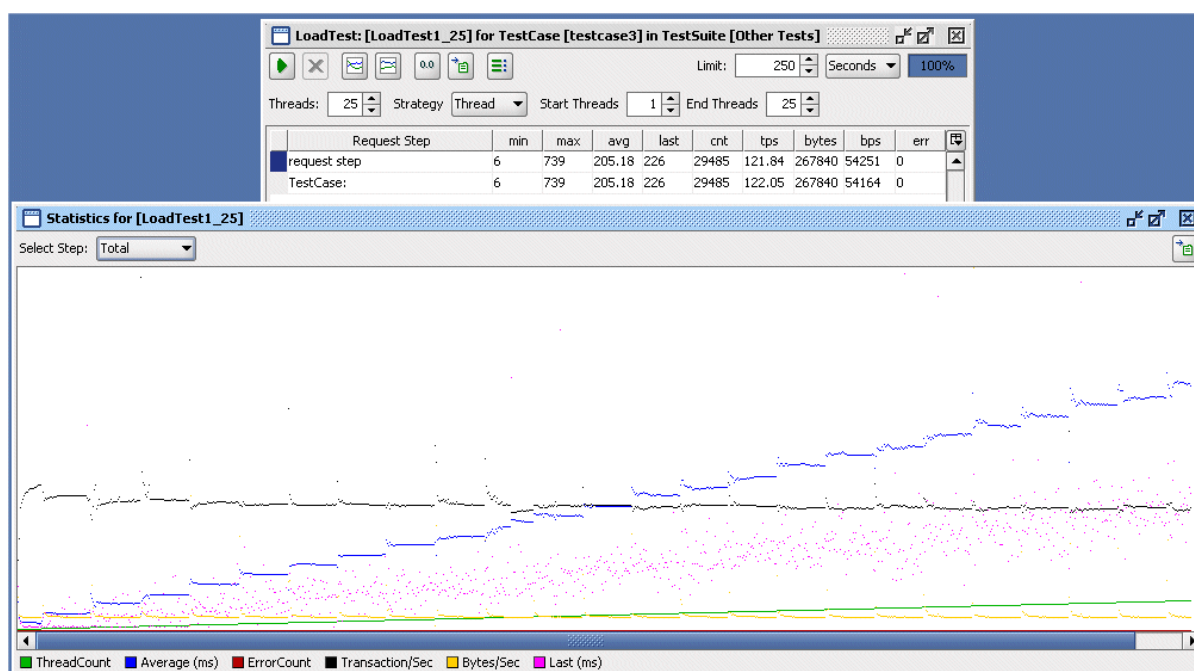 LoadTest: [LoadTest1_25] for TestCase [testcase3] in TestSuite [Other Tests]
0.0 Limit: 250 Seconds 100%
Threads: 25 Strategy Thread Start Threads 1 End Threads 25
Request Step min max avg last cnt tps bytes bps err
request step 6 739 205.18 226 29485 121.84 267840 54251 0
TestCase: 6 739 205.18 226 29485 122.05 267840 54164 0
Statistics for [LoadTest1_25]
Select Step: Total
ThreadCount Average (ms) ErrorCount Transaction/Sec Bytes/Sec Last (ms)